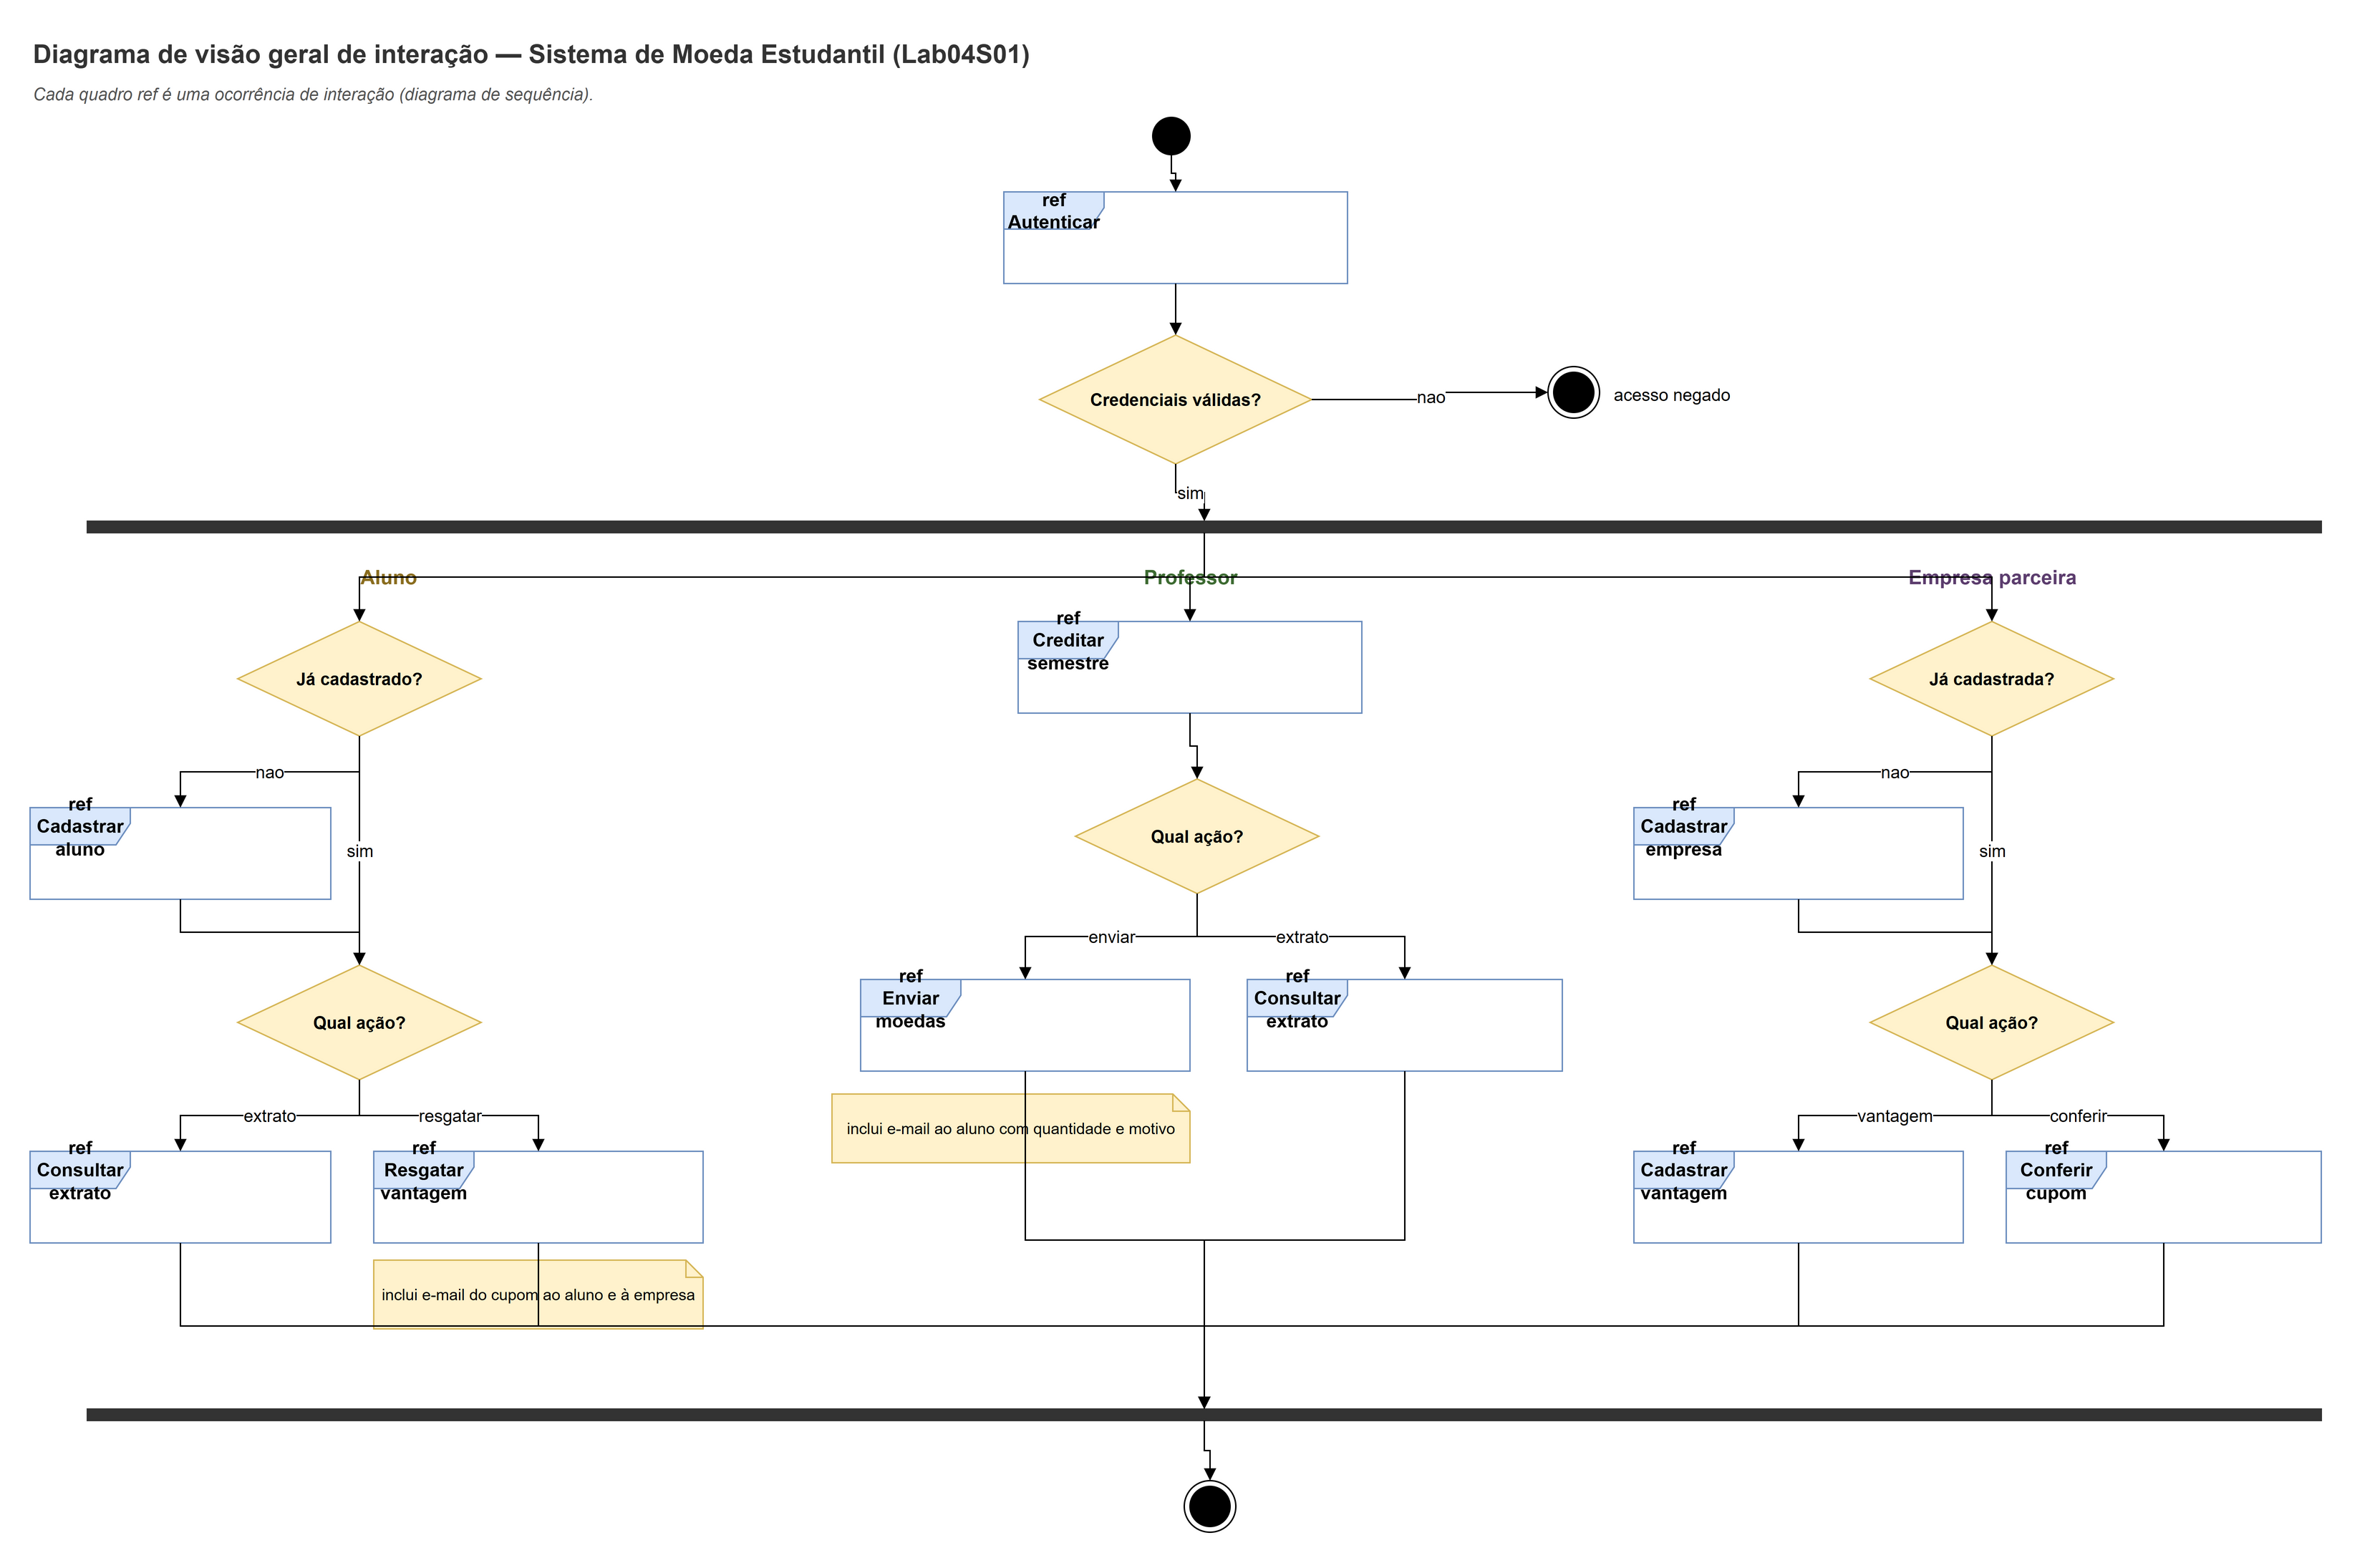 Diagrama de visão geral de interação — Sistema de Moeda Estudantil (Lab04S01)
Cada quadro ref é uma ocorrência de interação (diagrama de sequência).
ref
Autenticar
Credenciais válidas?
nao
acesso negado
sim
Aluno
Professor
Empresa parceira
Já cadastrado?
ref
Creditar
semestre
Já cadastrada?
nao
nao
ref
Cadastrar
aluno
sim
Qual ação?
ref
Cadastrar
empresa
sim
enviar
extrato
ref
Enviar
moedas
ref
Consultar
extrato
Qual ação?
Qual ação?
extrato
resgatar
inclui e-mail ao aluno com quantidade e motivo
vantagem
conferir
ref
Consultar
extrato
ref
Resgatar
vantagem
ref
Cadastrar
vantagem
ref
Conferir
cupom
inclui e-mail do cupom ao aluno e à empresa